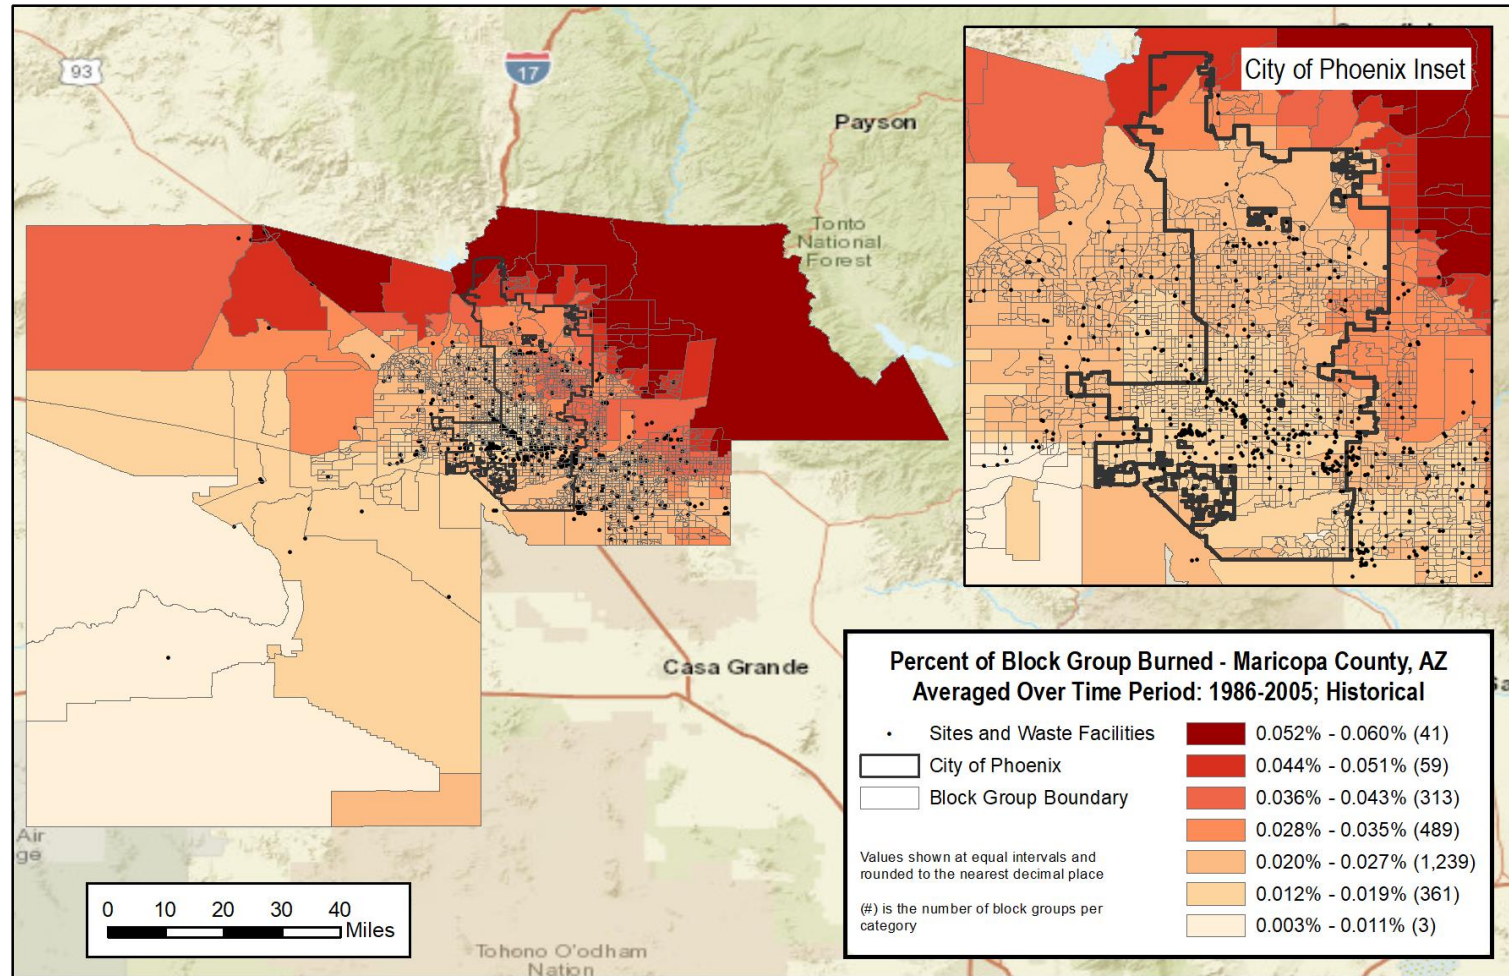 93
17
Payson
Tonto
National
Forest
City of Phoenix Inset
Casa Grande
Air
ge
Tohono O'odham
Nation
0 10 20 30 40
Miles
Percent of Block Group Burned - Maricopa County, AZ
Averaged Over Time Period: 1986-2005; Historical
Sites and Waste Facilities
City of Phoenix
Block Group Boundary
Values shown at equal intervals and
rounded to the nearest decimal place
(#) is the number of block groups per
category
0.052% - 0.060% (41)
0.044% - 0.051% (59)
0.036% - 0.043% (313)
0.028% - 0.035% (489)
0.020% - 0.027% (1,239)
0.012% - 0.019% (361)
0.003% - 0.011% (3)